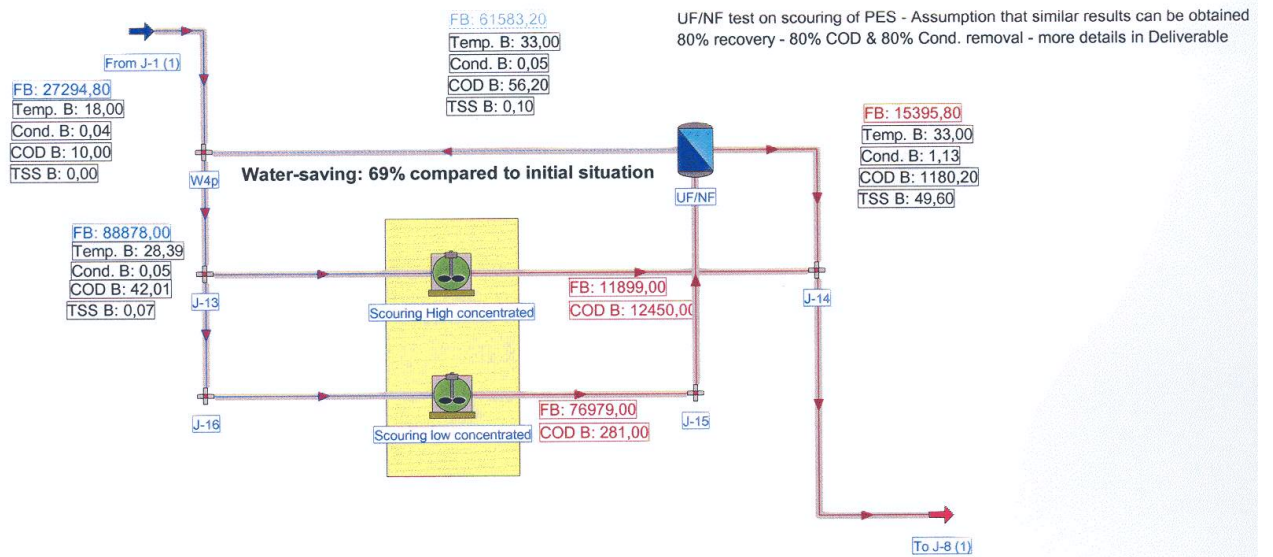 FB: 61583,20
Temp. B: 33,00
Cond. B: 0,05
COD B: 56,20
TSS B: 0,10
UF/NF test on scouring of PES - Assumption that similar results can be obtained
80% recovery - 80% COD & 80% Cond. removal - more details in Deliverable
From J-1 (1)
FB: 27294,80
Temp. B: 18,00
Cond. B: 0,04
COD B: 10,00
TSS B: 0,00
FB: 15395,80
Temp. B: 33,00
Cond. B: 1,13
COD B: 1180,20
TSS B: 49,60
W4p
Water-saving: 69% compared to initial situation
UF/NF
FB: 88878,00
Temp. B: 28,39
Cond. B: 0,05
COD B: 42,01
TSS B: 0,07
J-13
Scouring High concentrated
FB: 11899,00
COD B: 12450,00
J-14
J-16
Scouring low concentrated
FB: 76979,00
COD B: 281,00
J-15
To J-8 (1)